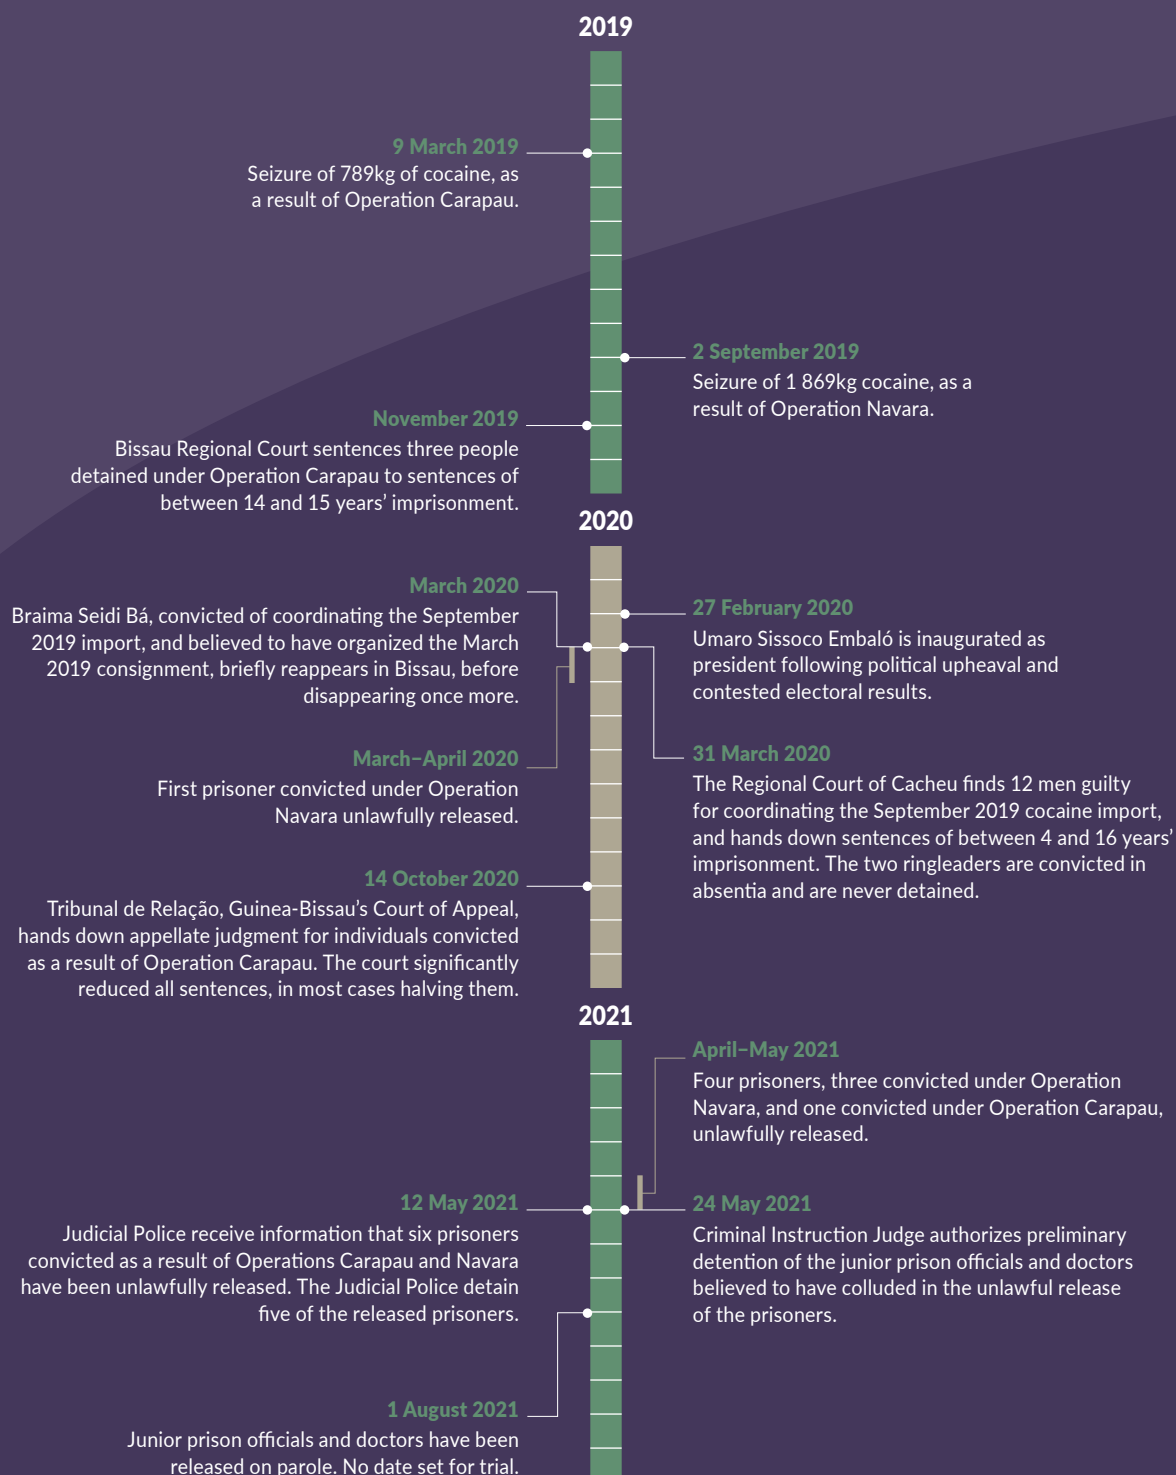 2019
9 March 2019
Seizure of 789kg of cocaine, as
a result of Operation Carapau.
2 September 2019
Seizure of 1 869kg cocaine, as a
result of Operation Navara.
November 2019
Bissau Regional Court sentences three people
detained under Operation Carapau to sentences of
between 14 and 15 years’ imprisonment.
2020
March 2020
Braima Seidi Bá, convicted of coordinating the September
2019 import, and believed to have organized the March
2019 consignment, briefly reappears in Bissau, before
disappearing once more.
27 February 2020
Umaro Sissoco Embaló is inaugurated as
president following political upheaval and
contested electoral results.
March–April 2020
First prisoner convicted under Operation
Navara unlawfully released.
31 March 2020
The Regional Court of Cacheu finds 12 men guilty
for coordinating the September 2019 cocaine import,
and hands down sentences of between 4 and 16 years’
imprisonment. The two ringleaders are convicted in
absentia and are never detained.
14 October 2020
Tribunal de Relação, Guinea-Bissau’s Court of Appeal,
hands down appellate judgment for individuals convicted
as a result of Operation Carapau. The court significantly
reduced all sentences, in most cases halving them.
2021
April–May 2021
Four prisoners, three convicted under Operation
Navara, and one convicted under Operation Carapau,
unlawfully released.
12 May 2021
Judicial Police receive information that six prisoners
convicted as a result of Operations Carapau and Navara
have been unlawfully released. The Judicial Police detain
five of the released prisoners.
24 May 2021
Criminal Instruction Judge authorizes preliminary
detention of the junior prison officials and doctors
believed to have colluded in the unlawful release
of the prisoners.
1 August 2021
Junior prison officials and doctors have been
released on parole. No date set for trial.